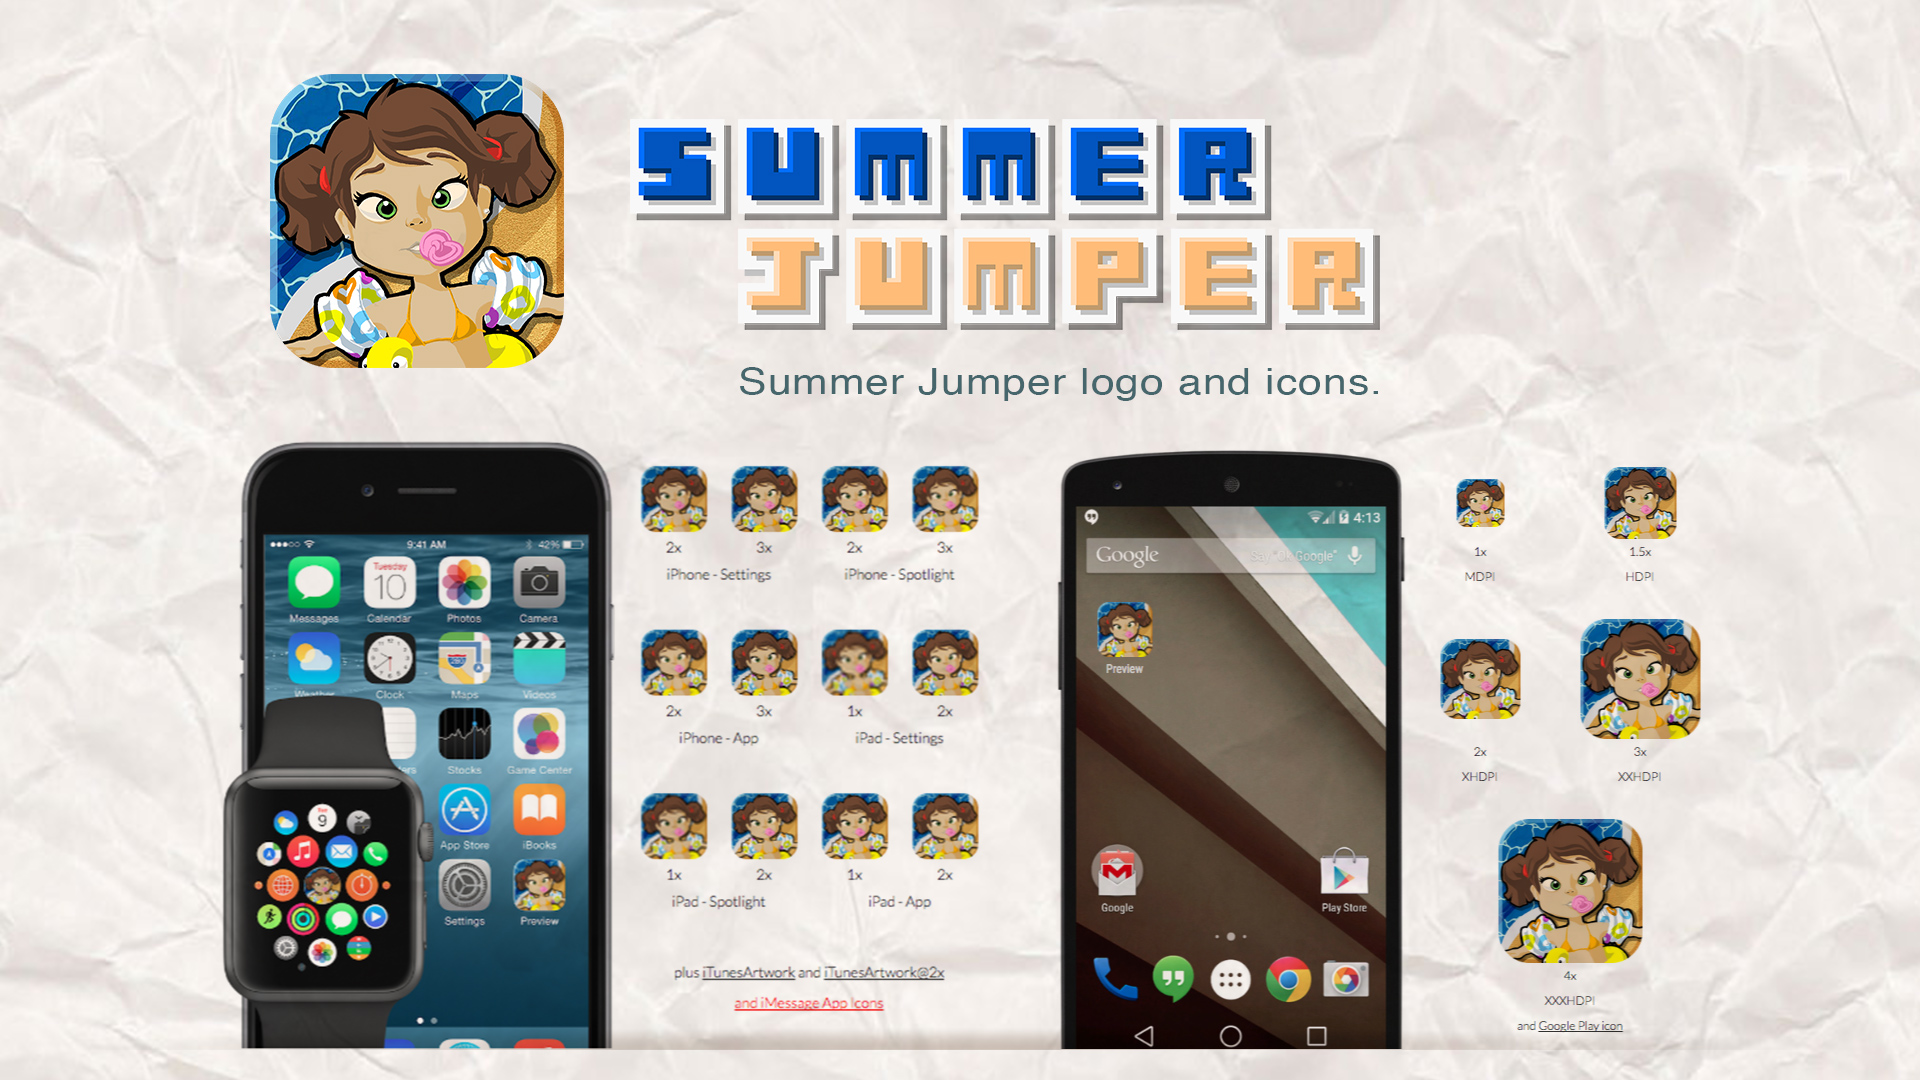 SUMMER
JUMPER
Summer Jumper logo and icons.
9:41 AM
42%
Tuesday
10
Messages
Calendar
Photos
Camera
280
Weather
Clock
Maps
Videos
Stocks
Game Center
App Store
iBooks
Settings
Preview
9
2x
3x
2x
3x
iPhone - Settings
iPhone - Spotlight
2x
3x
1x
2x
iPhone - App
iPad - Settings
1x
2x
1x
2x
iPad - Spotlight
iPad - App
plus iTunesArtwork and iTunesArtwork@2x
and iMessage App Icons
4:13
Google
Say "Ok Google"
Preview
Google
Play Store
1x
1.5x
MDPI
HDPI
2x
3x
XHDPI
XXHDPI
4x
XXXHDPI
and Google Play icon